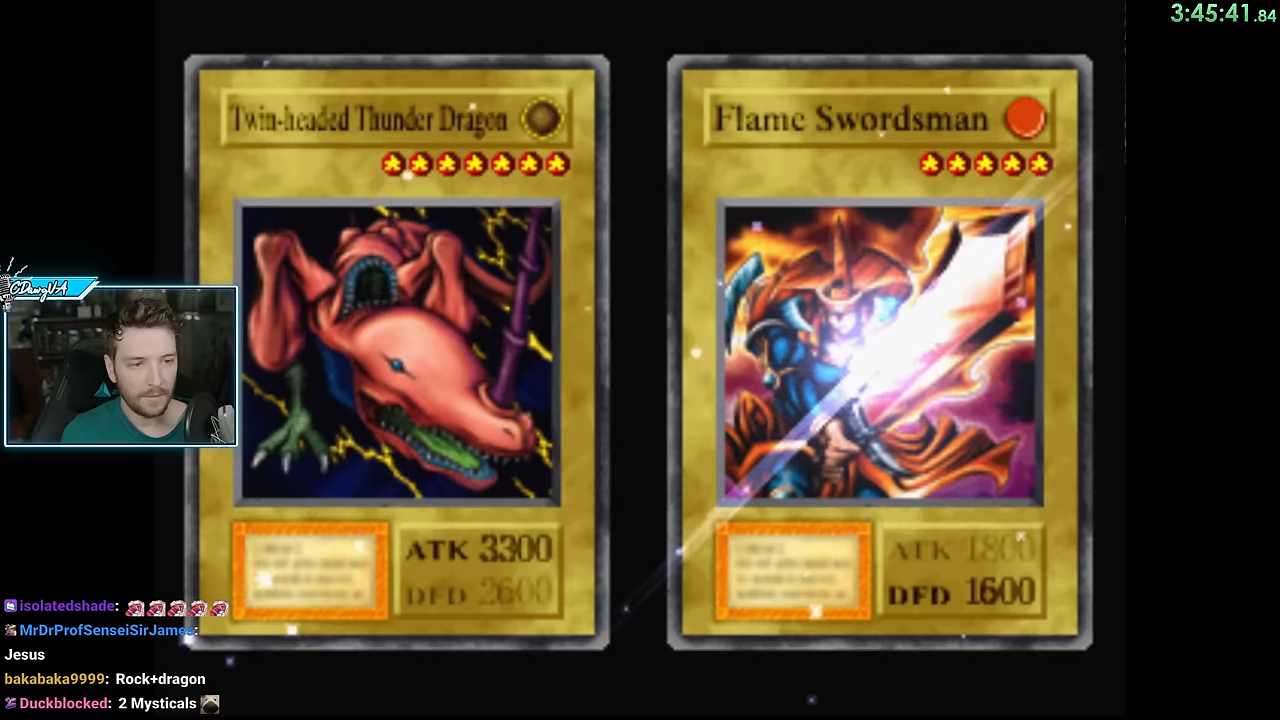 3:45:41.84
Twin-headed Thunder Dragon
Flame Swordsman
CDawgVA
ATK 3300
DFD 2600
ATK 1800
DFD 1600
isolatedshade:
MrDrProfSenseiSirJames:
Jesus
bakabaka9999: Rock+dragon
Duckblocked: 2 Mysticals